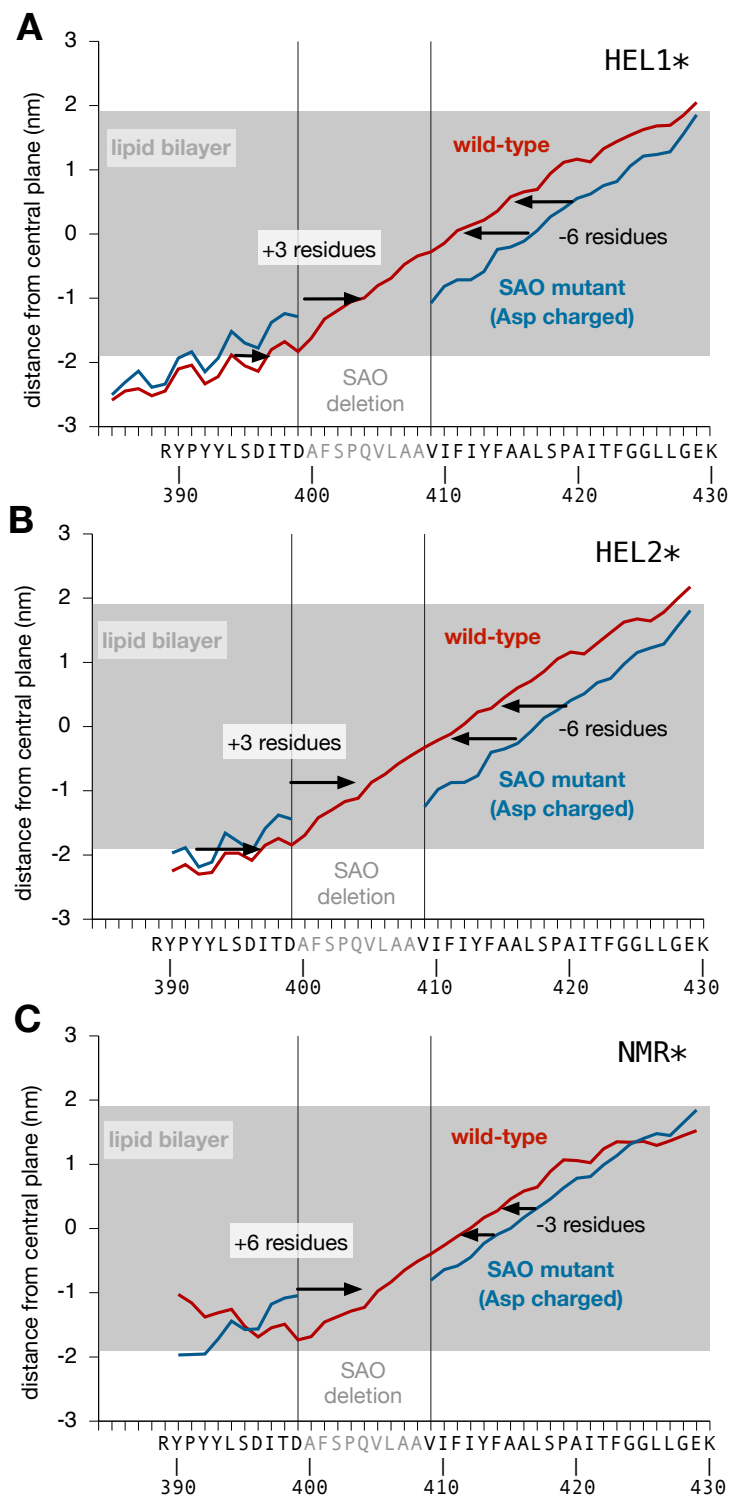 A
HEL1*
distance from central plane (nm)
3
2
1
0
-1
-2
-3
lipid bilayer
wild-type
+3 residues
-6 residues
SAO mutant
(Asp charged)
SAO
deletion
RYPYYLSDITDAFSPQVLAAVIFIYFAALSPAITFGGLLGEK
390 400 410 420 430
B
HEL2*
distance from central plane (nm)
3
2
1
0
-1
-2
-3
lipid bilayer
wild-type
+3 residues
-6 residues
SAO mutant
(Asp charged)
SAO
deletion
RYPYYLSDITDAFSPQVLAAVIFIYFAALSPAITFGGLLGEK
390 400 410 420 430
C
NMR*
distance from central plane (nm)
3
2
1
0
-1
-2
-3
lipid bilayer
wild-type
+6 residues
-3 residues
SAO mutant
(Asp charged)
SAO
deletion
RYPYYLSDITDAFSPQVLAAVIFIYFAALSPAITFGGLLGEK
390 400 410 420 430